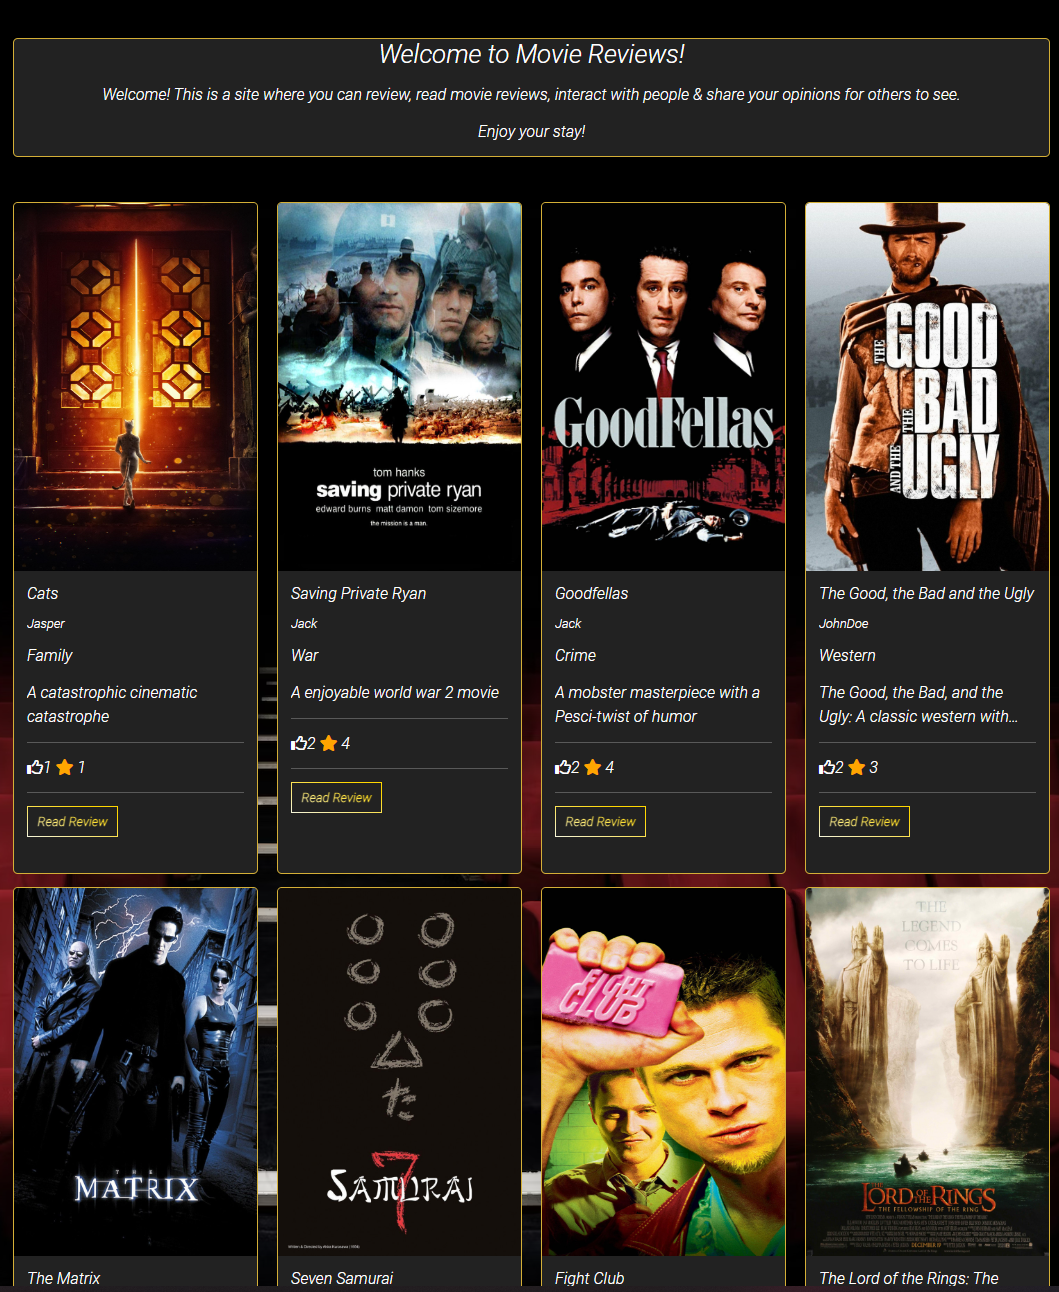 Welcome to Movie Reviews!
Welcome! This is a site where you can review, read movie reviews, interact with people & share your opinions for others to see.
Enjoy your stay!
tom hanks
saving private ryan
edward burns matt damon tom sizemore
the mission is a man.
GoodFellas
THE GOOD
THE BAD
AND THE UGLY
Cats
Jasper
Family
A catastrophic cinematic
catastrophe
1 1
Read Review
Saving Private Ryan
Jack
War
A enjoyable world war 2 movie
2 4
Read Review
Goodfellas
Jack
Crime
A mobster masterpiece with a
Pesci-twist of humor
2 4
Read Review
The Good, the Bad and the Ugly
JohnDoe
Western
The Good, the Bad, and the
Ugly: A classic western with...
2 3
Read Review
THE
MATRIX
た
7
SAMURAI
FIGHT
CLUB
THE
LEGEND
COMES
TO LIFE
THE LORD OF THE RINGS
THE FELLOWSHIP OF THE RING
The Matrix
Seven Samurai
Fight Club
The Lord of the Rings: The